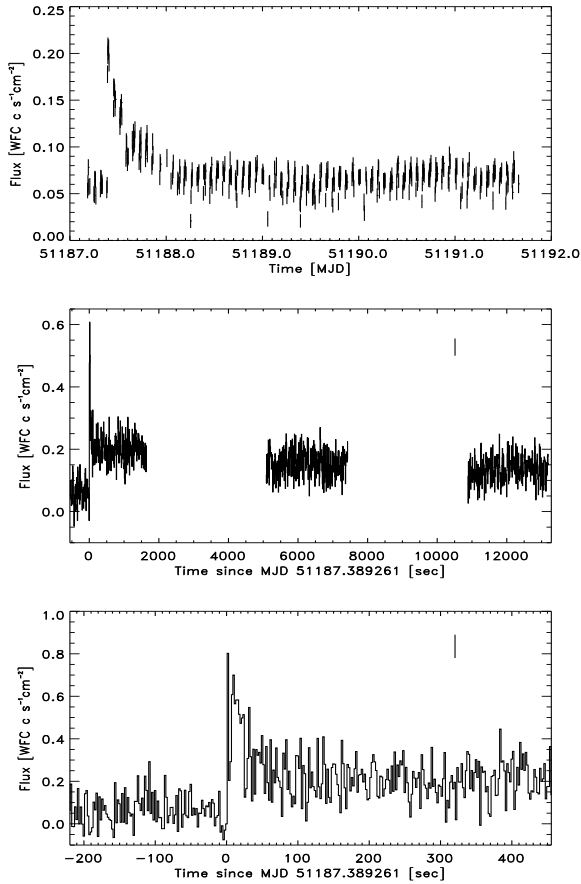 0.25
0.20
0.15
0.10
0.05
0.00
Flux [WFC c s⁻¹cm⁻²]
51187.0 51188.0 51189.0 51190.0 51191.0 51192.0
Time [MJD]
0.6
0.4
0.2
0.0
Flux [WFC c s⁻¹cm⁻²]
0 2000 4000 6000 8000 10000 12000
Time since MJD 51187.389261 [sec]
1.0
0.8
0.6
0.4
0.2
0.0
Flux [WFC c s⁻¹cm⁻²]
−200 −100 0 100 200 300 400
Time since MJD 51187.389261 [sec]